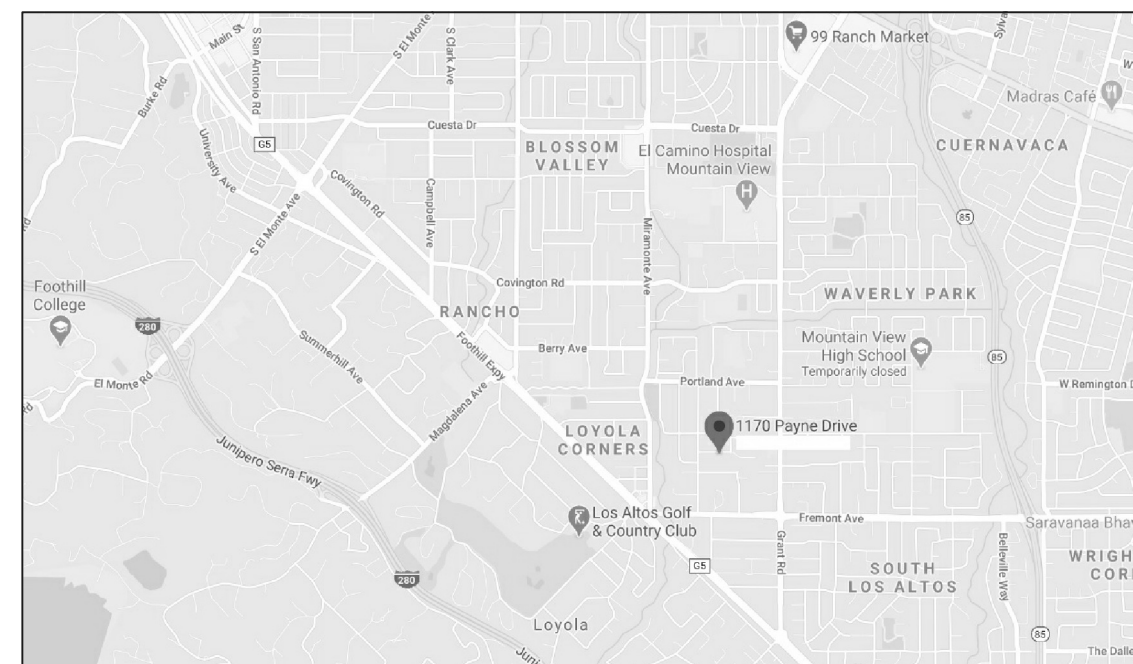 Main St
S San Antonio Rd
S El Monte
S Clark Ave
99 Ranch Market
Burke Rd
Madras Café
University Ave
G5
Cuesta Dr
Cuesta Dr
BLOSSOM
VALLEY
El Camino Hospital
Mountain View
H
CUERNAVACA
Covington Rd
Campbell Ave
S El Monte Ave
Miramonte Ave
85
Foothill
College
280
Covington Rd
RANCHO
WAVERLY PARK
Summerhill Ave
Foothill Expy
Berry Ave
Mountain View
High School
Temporarily closed
85
El Monte Rd
Magdalena Ave
Portland Ave
W Remington
LOYOLA
CORNERS
1170 Payne Drive
Junipero Serra Fwy
Los Altos Golf
& Country Club
Fremont Ave
Saravanaa
Grant Rd
Belleville Way
G5
280
SOUTH
LOS ALTOS
Loyola
85
The